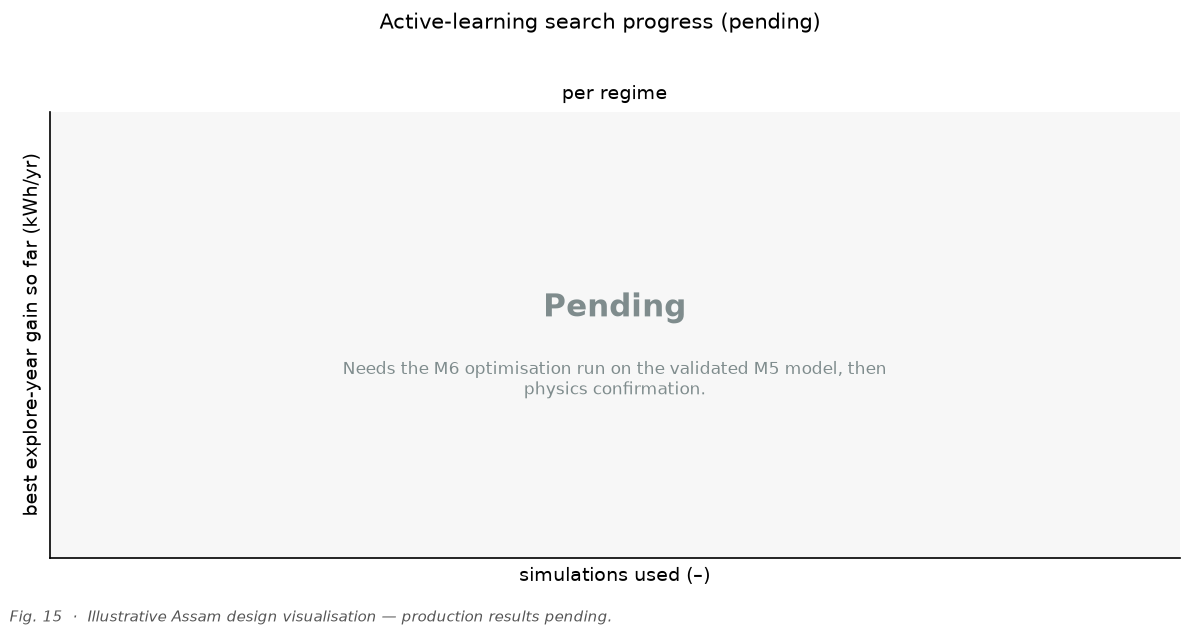 Active-learning search progress (pending)
per regime
best explore-year gain so far (kWh/yr)
Pending
Needs the M6 optimisation run on the validated M5 model, then
physics confirmation.
simulations used (–)
Fig. 15 · Illustrative Assam design visualisation — production results pending.